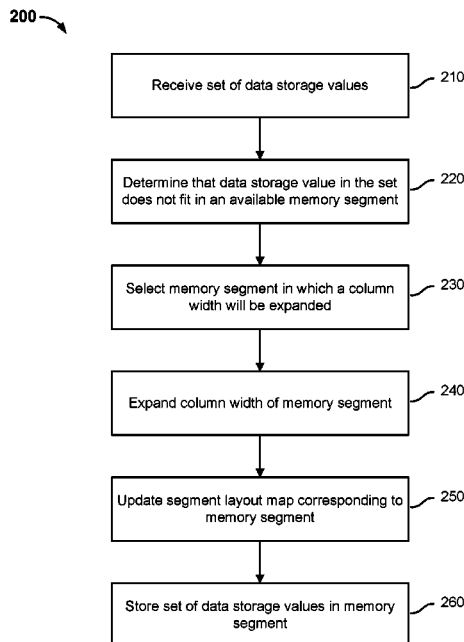 200
Receive set of data storage values
210
Determine that data storage value in the set
does not fit in an available memory segment
220
Select memory segment in which a column
width will be expanded
230
Expand column width of memory segment
240
Update segment layout map corresponding to
memory segment
250
Store set of data storage values in memory
segment
260